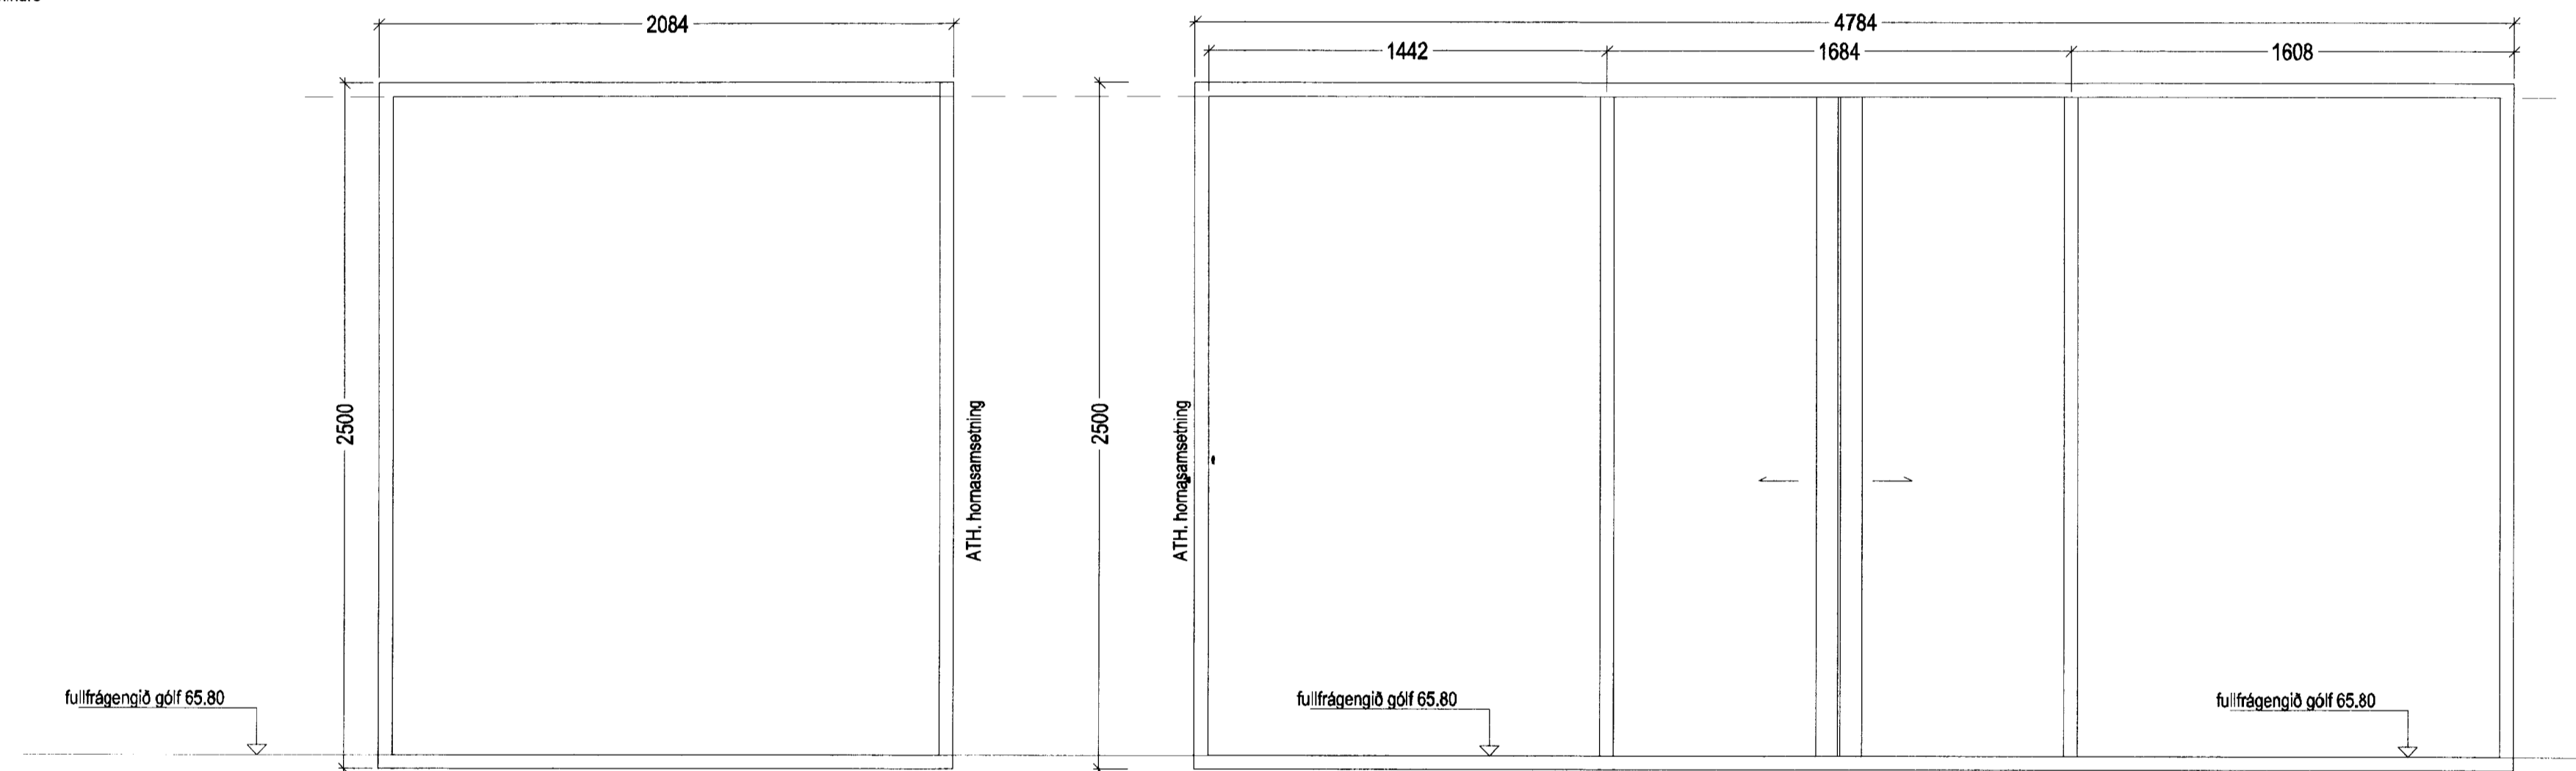 2084
4784
1442
1684
1608
2500
ATH. hornasamsetning
2500
ATH. hornasamsetning
fullfrágengið gólf 65.80
fullfrágengið gólf 65.80
fullfrágengið gólf 65.80